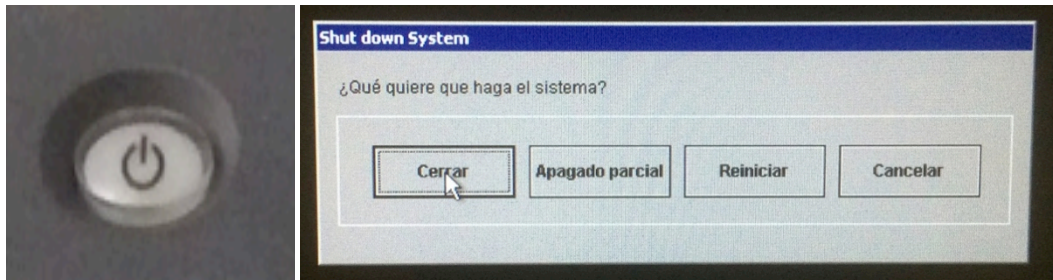 Shut down System
¿Qué quiere que haga el sistema?
Cerrar Apagado parcial Reiniciar Cancelar